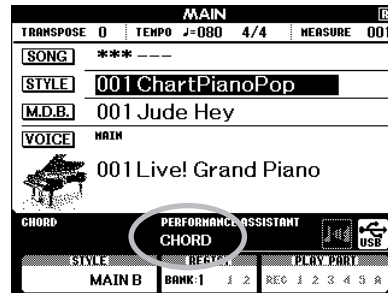 MAIN
TRANSPOSE 0 TEMPO ♩=080 4/4 MEASURE 001
SONG *** ---
STYLE 001 ChartPianoPop
M.D.B. 001 Jude Hey
VOICE MAIN
001 Live! Grand Piano
CHORD PERFORMANCE ASSISTANT
CHORD
USB
STYLE REGIST PLAY PART
MAIN B BANK:1 1 2 REC 1 2 3 4 5 A